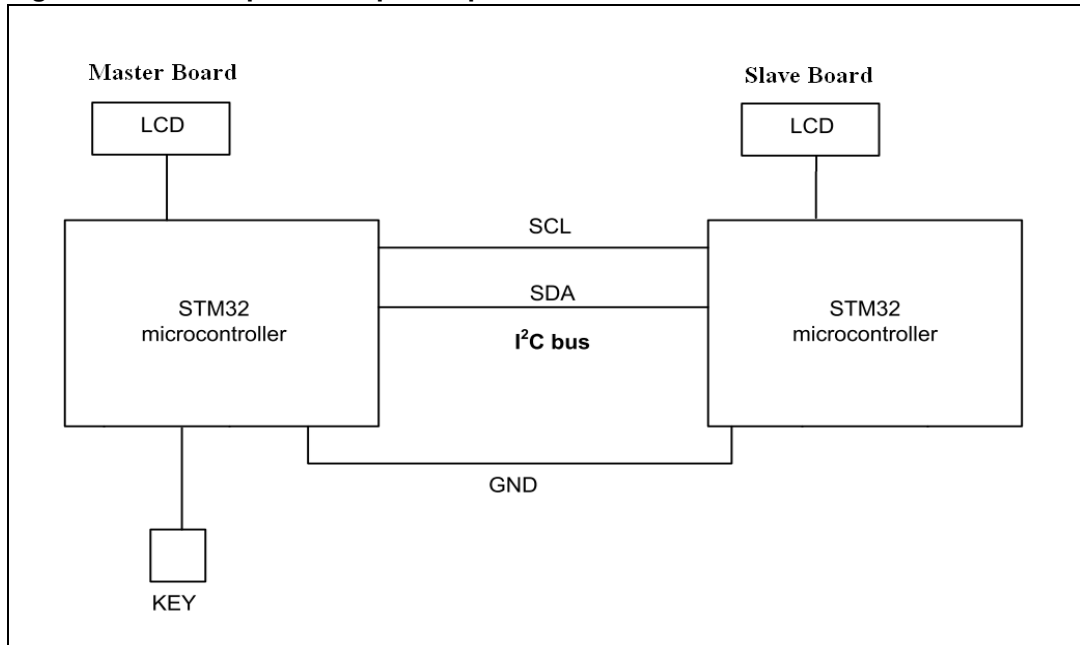 Master Board
Slave Board
LCD
LCD
SCL
SDA
STM32
microcontroller
I²C bus
STM32
microcontroller
GND
KEY